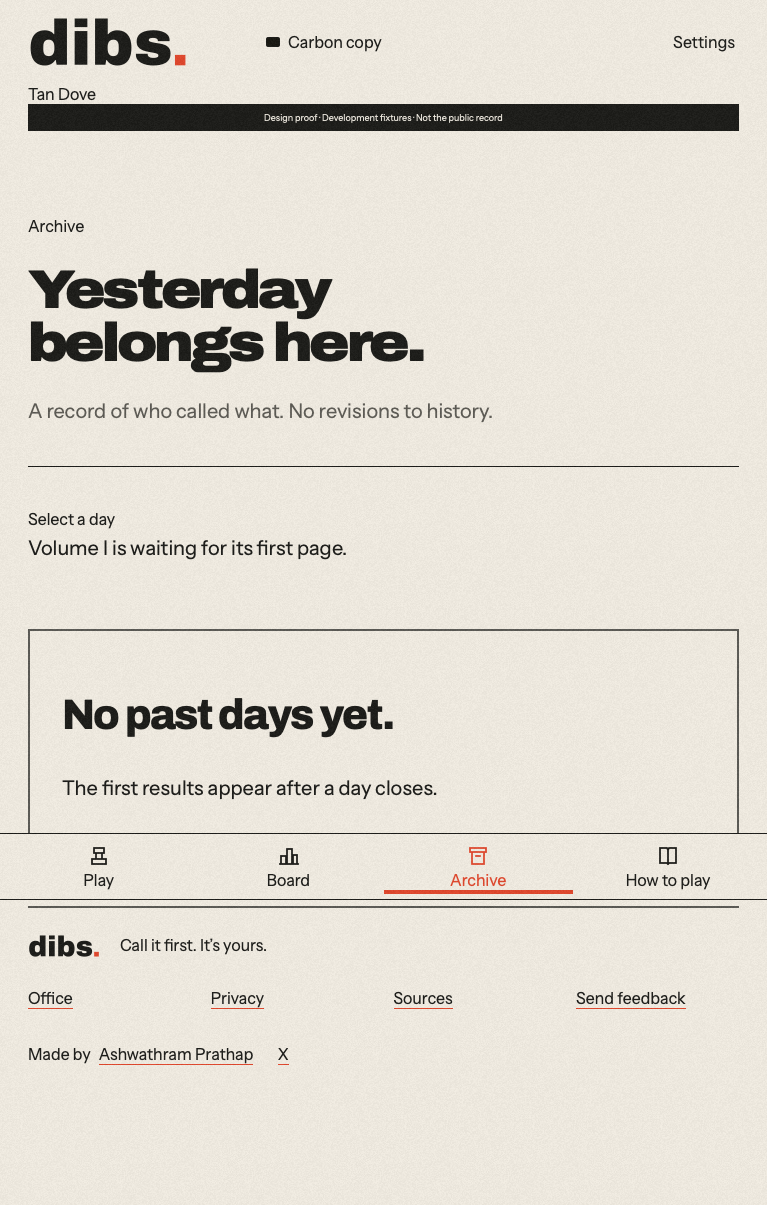 dibs.
Carbon copy
Settings
Tan Dove
Design proof · Development fixtures · Not the public record
Archive
Yesterday
belongs here.
A record of who called what. No revisions to history.
Select a day
Volume I is waiting for its first page.
No past days yet.
The first results appear after a day closes.
Play
Board
Archive
How to play
dibs.
Call it first. It's yours.
Office
Privacy
Sources
Send feedback
Made by Ashwathram Prathap X